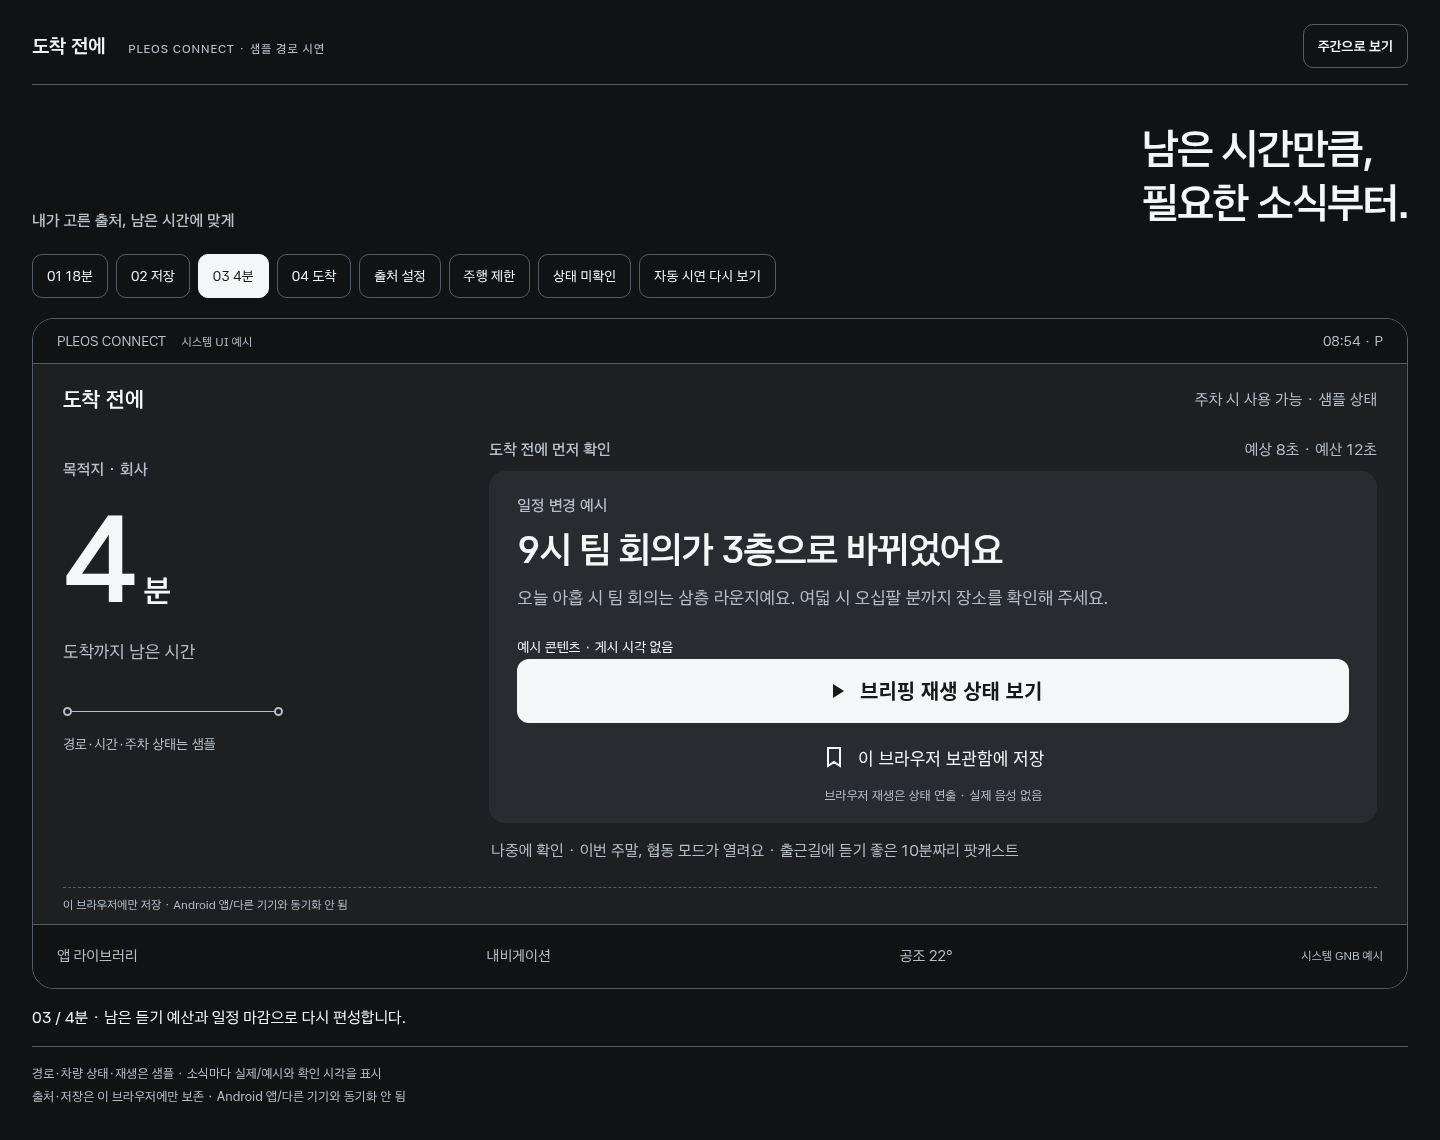 도착 전에
PLEOS CONNECT · 샘플 경로 시연
주간으로 보기
남은 시간만큼,
필요한 소식부터.
내가 고른 출처, 남은 시간에 맞게
01 18분
02 저장
03 4분
04 도착
출처 설정
주행 제한
상태 미확인
자동 시연 다시 보기
PLEOS CONNECT
시스템 UI 예시
08:54 · P
도착 전에
주차 시 사용 가능 · 샘플 상태
목적지 · 회사
4분
도착까지 남은 시간
경로·시간·주차 상태는 샘플
도착 전에 먼저 확인
예상 8초 · 예산 12초
일정 변경 예시
9시 팀 회의가 3층으로 바뀌었어요
오늘 아홉 시 팀 회의는 삼층 라운지예요. 여덟 시 오십팔 분까지 장소를 확인해 주세요.
예시 콘텐츠 · 게시 시각 없음
브리핑 재생 상태 보기
이 브라우저 보관함에 저장
브라우저 재생은 상태 연출 · 실제 음성 없음
나중에 확인 · 이번 주말, 협동 모드가 열려요 · 출근길에 듣기 좋은 10분짜리 팟캐스트
이 브라우저에만 저장 · Android 앱/다른 기기와 동기화 안 됨
앱 라이브러리
내비게이션
공조 22°
시스템 GNB 예시
03 / 4분 · 남은 듣기 예산과 일정 마감으로 다시 편성합니다.
경로·차량 상태·재생은 샘플 · 소식마다 실제/예시와 확인 시각을 표시
출처·저장은 이 브라우저에만 보존 · Android 앱/다른 기기와 동기화 안 됨